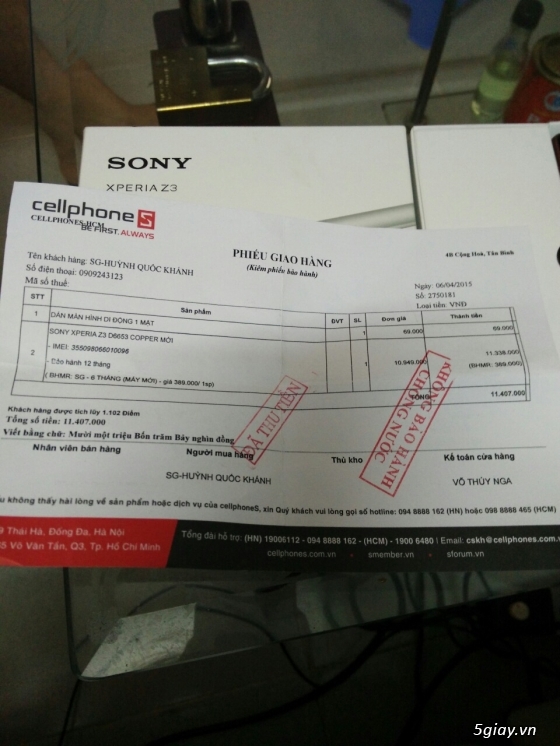 SONY
XPERIA Z3
cellphoneS
CELLPHONES-HCM
BE FIRST. ALWAYS
PHIẾU GIAO HÀNG
(Kiêm phiếu bảo hành)
4B Cộng Hoà, Tân Bình
Tên khách hàng: SG-HUỲNH QUỐC KHÁNH
Số điện thoại: 0909243123
Mã số thuế:
Ngày: 06/04/2015
Số: 2750181
Loại tiền: VNĐ
STT Sản phẩm ĐVT SL Đơn giá Thành tiền
1 DÁN MÀN HÌNH DI ĐỘNG 1 MẶT 1 69.000 69.000
2 SONY XPERIA Z3 D6653 COPPER MỚI
- IMEI: 355098066010096
- Bảo hành 12 tháng
(BHMR: SG - 6 THÁNG (MÁY MỚI) - giá 389.000/ 1sp)
1 10.949.000 11.338.000
(BHMR: 389.000)
TỔNG 11.407.000
Khách hàng được tích lũy 1.102 Điểm
Tổng số tiền: 11.407.000
Viết bằng chữ: Mười một triệu Bốn trăm Bảy nghìn đồng
ĐÃ THU TIỀN
KHÔNG BẢO HÀNH
CHỐNG NƯỚC
Nhân viên bán hàng Người mua hàng Thủ kho Kế toán cửa hàng
SG-HUỲNH QUỐC KHÁNH VÕ THÚY NGA
u không thấy hài lòng về sản phẩm hoặc dịch vụ của cellphoneS, xin Quý khách vui lòng gọi số hotline: 094 8888 162 (HN) hoặc 098 8888 465 (HCM)
9 Thái Hà, Đống Đa, Hà Nội
5 Võ Văn Tần, Q3, Tp. Hồ Chí Minh
Tổng đài hỗ trợ: (HN) 19006112 - 094 8888 162 - (HCM) - 1900 6480 | Email: cskh@cellphones.com.v
cellphones.com.vn - smember.vn - sforum.vn
5giay.vn